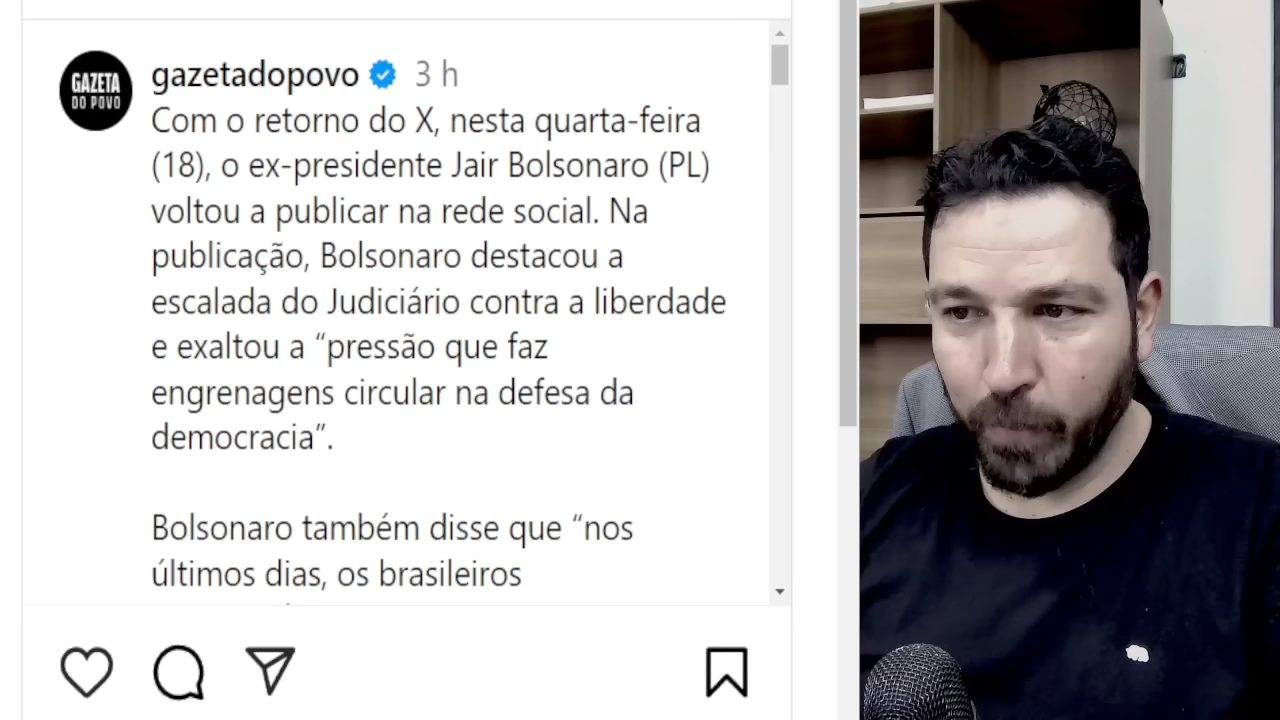 GAZETA
DO POVO
gazetadopovo 3 h
Com o retorno do X, nesta quarta-feira
(18), o ex-presidente Jair Bolsonaro (PL)
voltou a publicar na rede social. Na
publicação, Bolsonaro destacou a
escalada do Judiciário contra a liberdade
e exaltou a “pressão que faz
engrenagens circular na defesa da
democracia”.
Bolsonaro também disse que “nos
últimos dias, os brasileiros